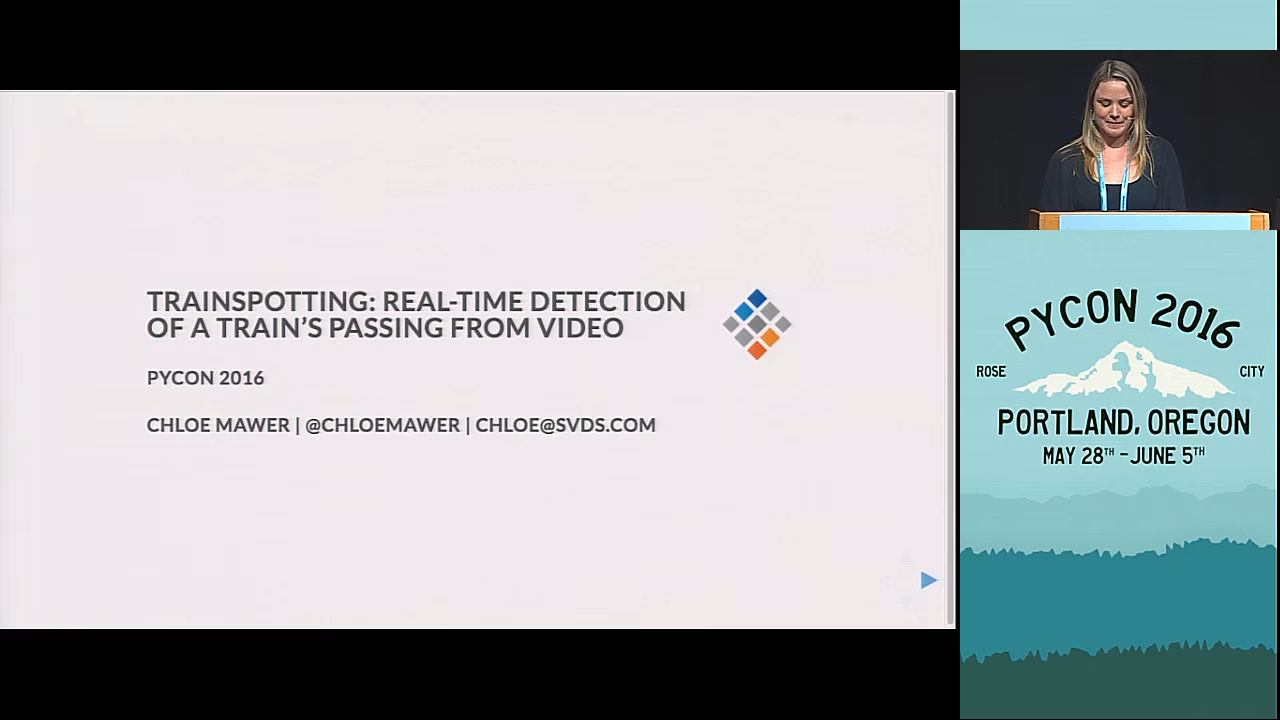 TRAINSPOTTING: REAL-TIME DETECTION
OF A TRAIN'S PASSING FROM VIDEO
PYCON 2016
CHLOE MAWER | @CHLOEMAWER | CHLOE@SVDS.COM
PYCON 2016
ROSE CITY
PORTLAND, OREGON
MAY 28TH - JUNE 5TH